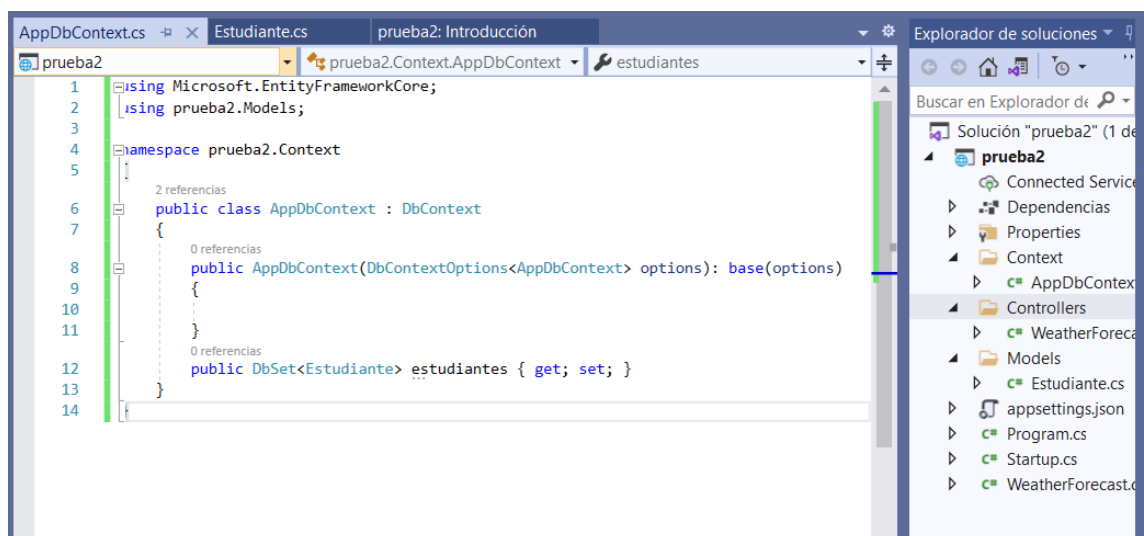 AppDbContext.cs Estudiante.cs prueba2: Introducción
prueba2 prueba2.Context.AppDbContext estudiantes
1 using Microsoft.EntityFrameworkCore;
2 using prueba2.Models;
3
4 namespace prueba2.Context
5
2 referencias
6 public class AppDbContext : DbContext
7 {
0 referencias
8 public AppDbContext(DbContextOptions<AppDbContext> options): base(options)
9 {
10
11 }
0 referencias
12 public DbSet<Estudiante> estudiantes { get; set; }
13 }
14
Explorador de soluciones
Buscar en Explorador de
Solución "prueba2" (1 de
prueba2
Connected Service
Dependencias
Properties
Context
C# AppDbContex
Controllers
C# WeatherForeca
Models
C# Estudiante.cs
appsettings.json
C# Program.cs
C# Startup.cs
C# WeatherForecast.c